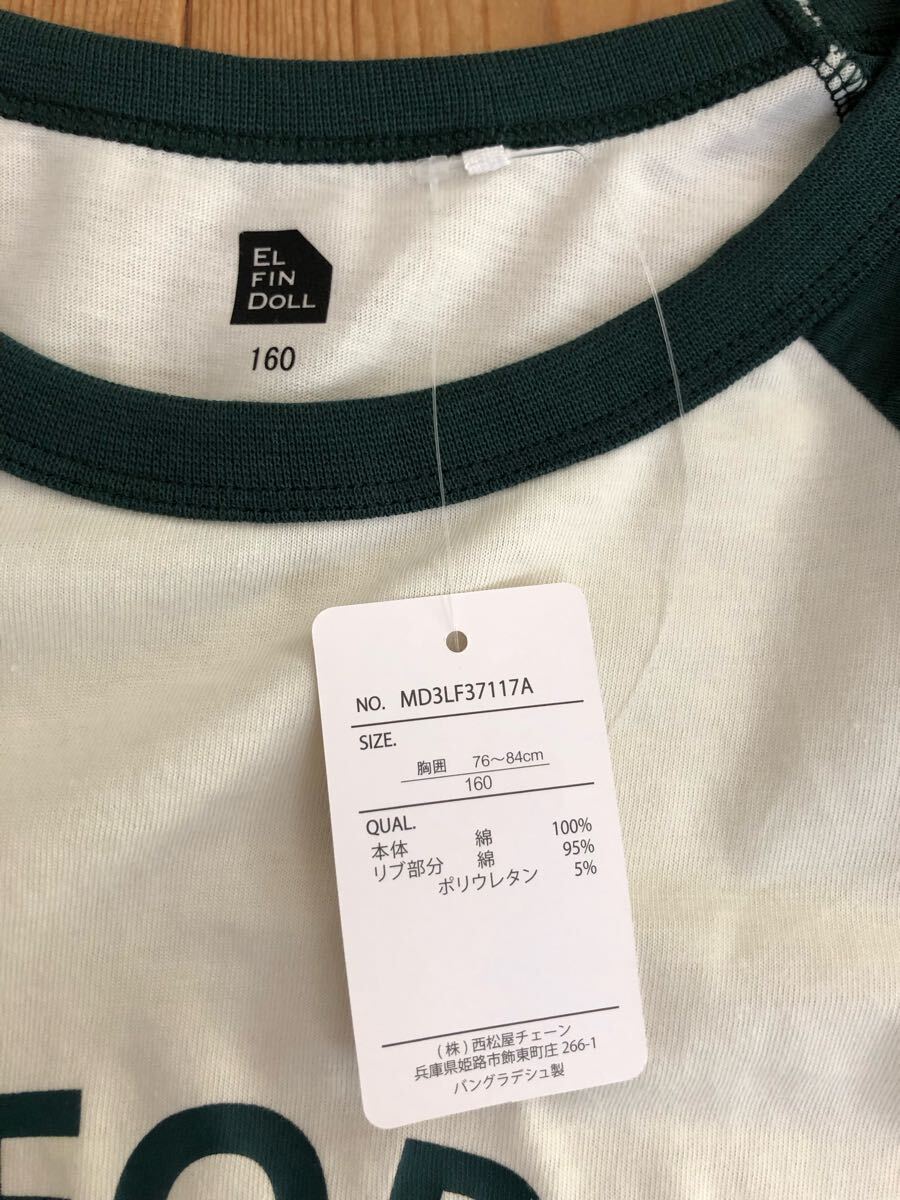 EL
FIN
DOLL
160
NO. MD3LF37117A
SIZE.
胸囲 76～84cm
160
QUAL.
本体 綿 100%
リブ部分 綿 95%
ポリウレタン 5%
(株)西松屋チェーン
兵庫県姫路市飾東町庄266-1
バングラデシュ製